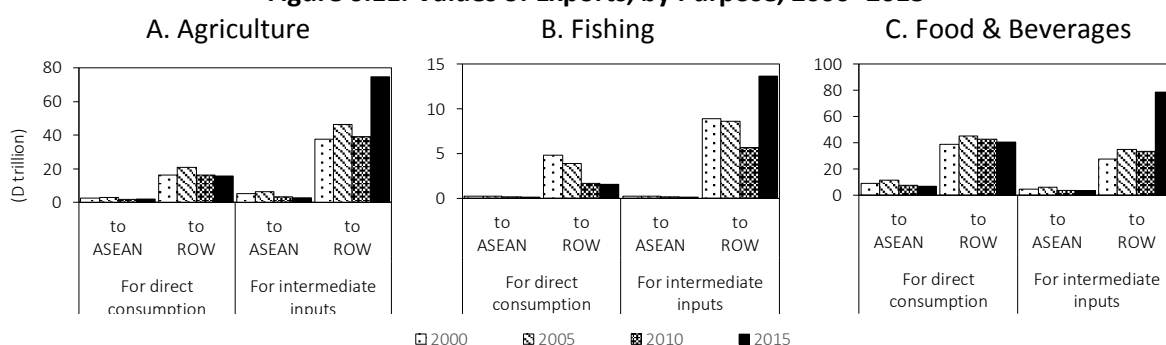 Figure Values of Exports, by Purpose, 2000–2015
A. Agriculture
B. Fishing
C. Food & Beverages
(D trillion)
80
60
40
20
0
to ASEAN
to ROW
to ASEAN
to ROW
For direct consumption
For intermediate inputs
15
10
5
0
to ASEAN
to ROW
to ASEAN
to ROW
For direct consumption
For intermediate inputs
100
80
60
40
20
0
to ASEAN
to ROW
to ASEAN
to ROW
For direct consumption
For intermediate inputs
2000 2005 2010 2015